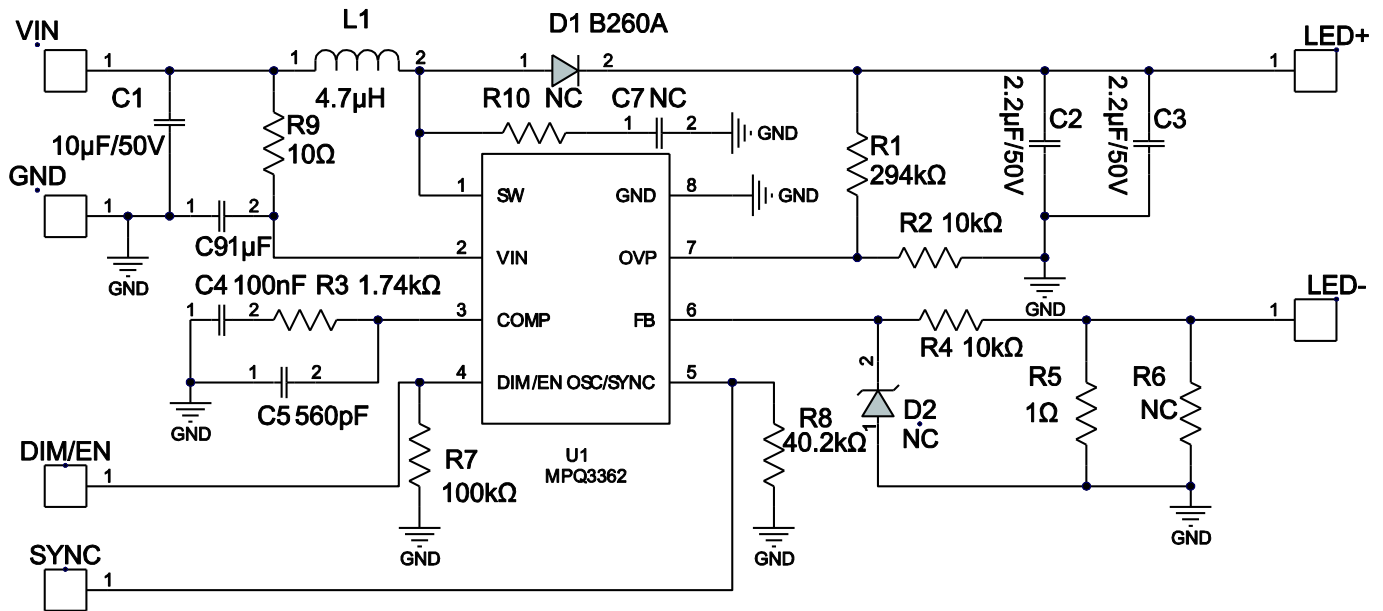 VIN
1
L1
1
2
4.7µH
D1 B260A
1
2
LED+
1
C1
10µF/50V
R9
10Ω
R10 NC
C7 NC
1
2
GND
R1
294kΩ
2.2µF/50V
C2
2.2µF/50V
C3
GND
1
1
2
C9 1µF
GND
1
SW
GND
8
GND
2
VIN
OVP
7
R2 10kΩ
GND
C4 100nF
R3 1.74kΩ
1
2
3
COMP
FB
6
R4 10kΩ
LED-
1
1
2
C5 560pF
GND
4
DIM/EN
OSC/SYNC
5
U1
MPQ3362
R7
100kΩ
GND
R8
40.2kΩ
GND
2
1
D2
NC
R5
1Ω
R6
NC
GND
DIM/EN
1
SYNC
1